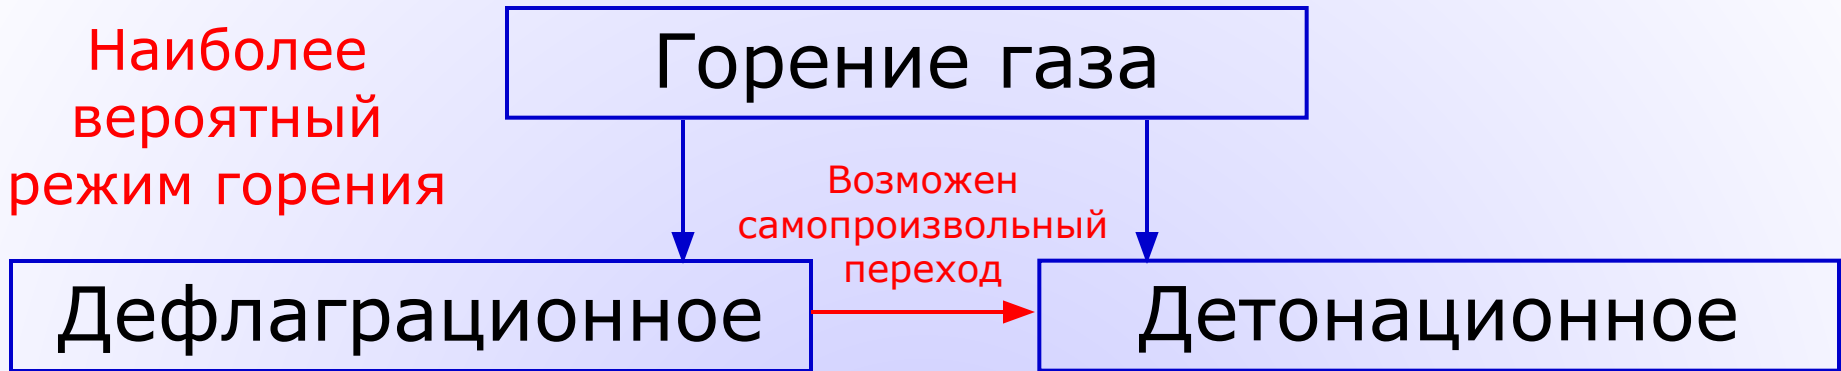 Наиболее
вероятный
режим горения
Горение газа
Возможен
самопроизвольный
переход
Дефлаграционное
Детонационное